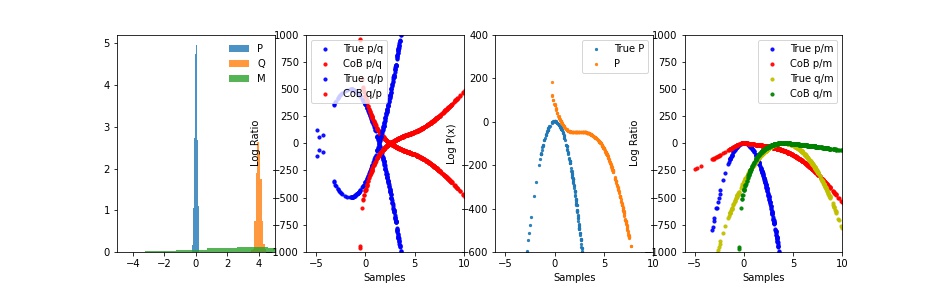 P
Q
M
5
4
3
2
1
0
−4
−2
0
2
4
Log Ratio
1000
750
500
250
0
−250
−500
−750
1000
True p/q
CoB p/q
True q/p
CoB q/p
−5
0
5
10
Samples
Log P(x)
400
200
0
−200
−400
−600
True P
P
−5
0
5
10
Samples
Log Ratio
1000
750
500
250
0
−250
−500
−750
1000
True p/m
CoB p/m
True q/m
CoB q/m
−5
0
5
10
Samples